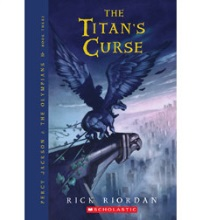 THE
TITAN'S
CURSE
PERCY JACKSON & THE OLYMPIANS
RICK RIORDAN
SCHOLASTIC